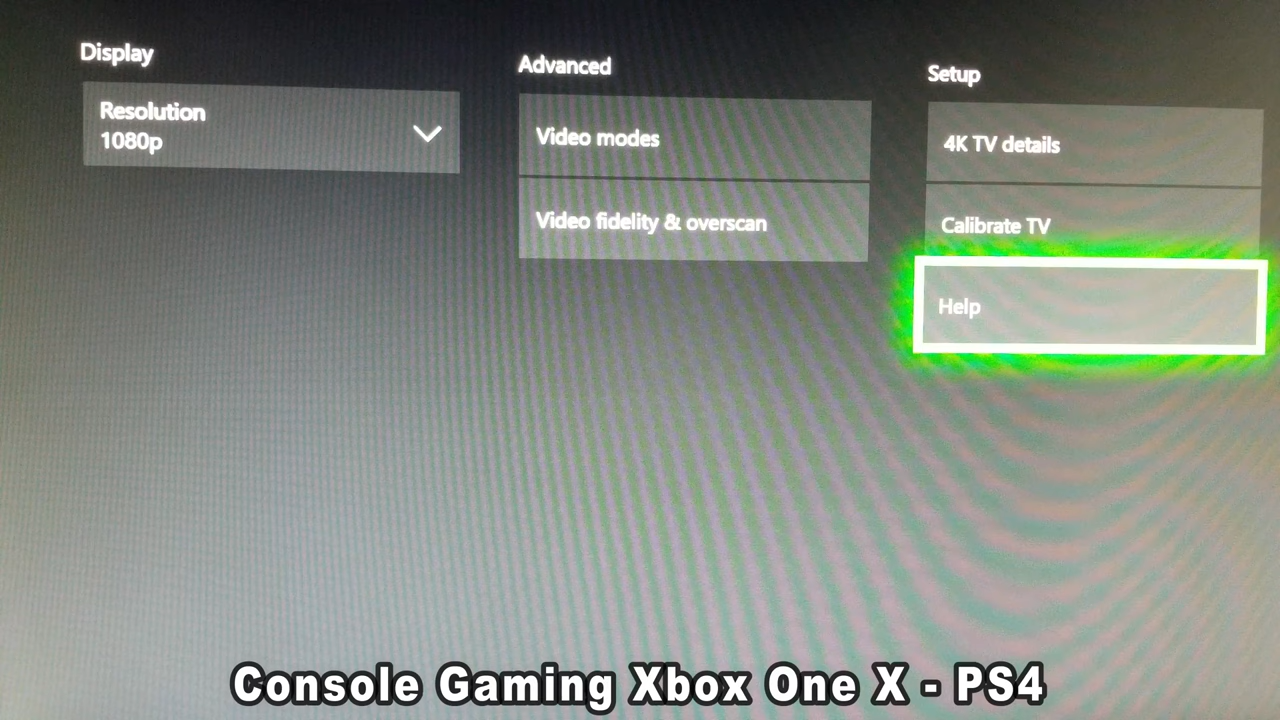 Display
Resolution
1080p
Advanced
Video modes
Video fidelity & overscan
Setup
4K TV details
Calibrate TV
Help
Console Gaming Xbox One X - PS4